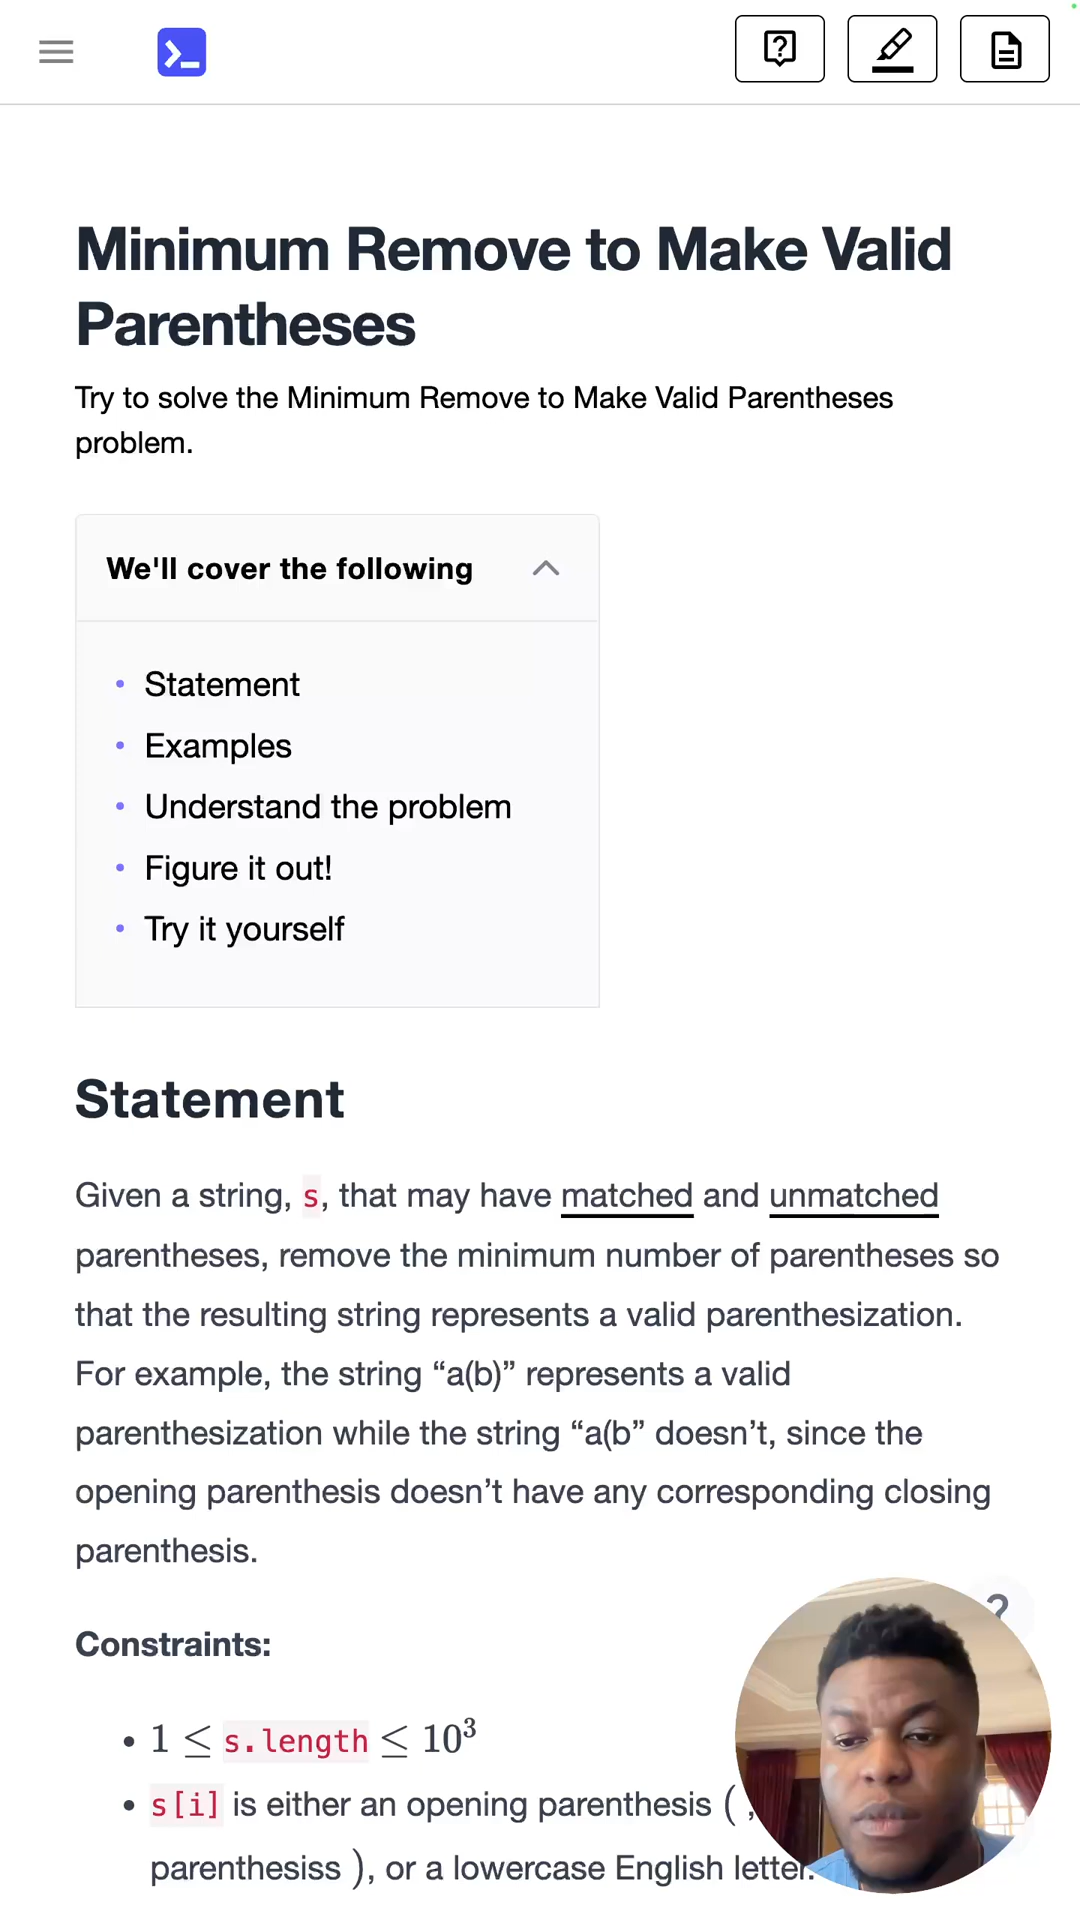 Minimum Remove to Make Valid
Parentheses
Try to solve the Minimum Remove to Make Valid Parentheses
problem.
We'll cover the following
• Statement
• Examples
• Understand the problem
• Figure it out!
• Try it yourself
Statement
Given a string, s, that may have matched and unmatched
parentheses, remove the minimum number of parentheses so
that the resulting string represents a valid parenthesization.
For example, the string “a(b)” represents a valid
parenthesization while the string “a(b” doesn’t, since the
opening parenthesis doesn’t have any corresponding closing
parenthesis.
?
Constraints:
• 1 ≤ s.length ≤ 10³
• s[i] is either an opening parenthesis ( ,
parenthesiss ), or a lowercase English letter.